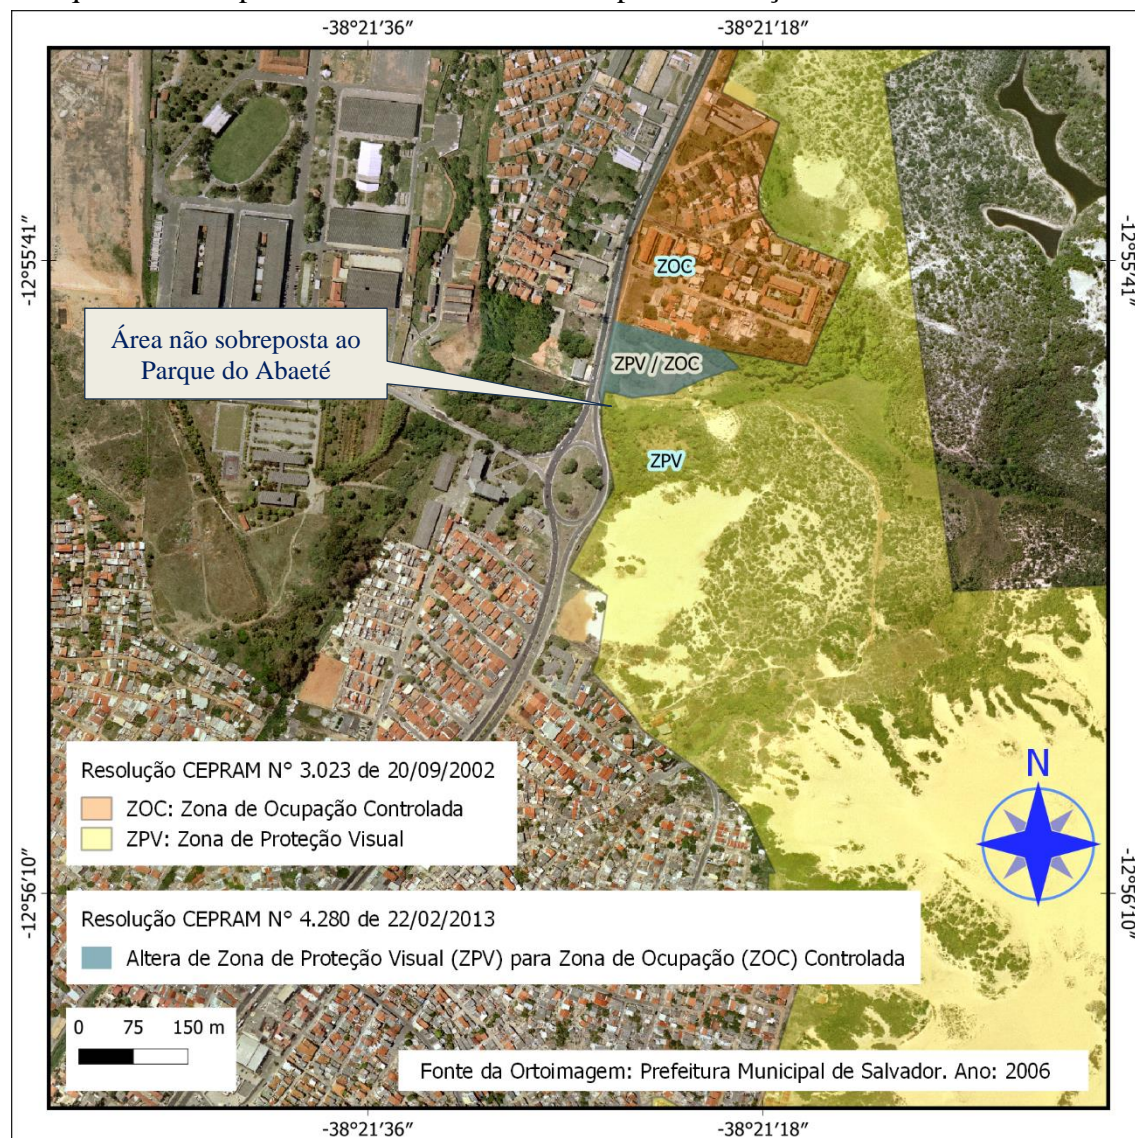 -38°21′36″
-38°21′18″
-12°55′41″
-12°55′41″
ZOC
Área não sobreposta ao
Parque do Abaeté
ZPV / ZOC
ZPV
Resolução CEPRAM N° 3.023 de 20/09/2002
ZOC: Zona de Ocupação Controlada
ZPV: Zona de Proteção Visual
N
-12°56′10″
-12°56′10″
Resolução CEPRAM N° 4.280 de 22/02/2013
Altera de Zona de Proteção Visual (ZPV) para Zona de Ocupação (ZOC) Controlada
0 75 150 m
Fonte da Ortoimagem: Prefeitura Municipal de Salvador. Ano: 2006
-38°21′36″
-38°21′18″